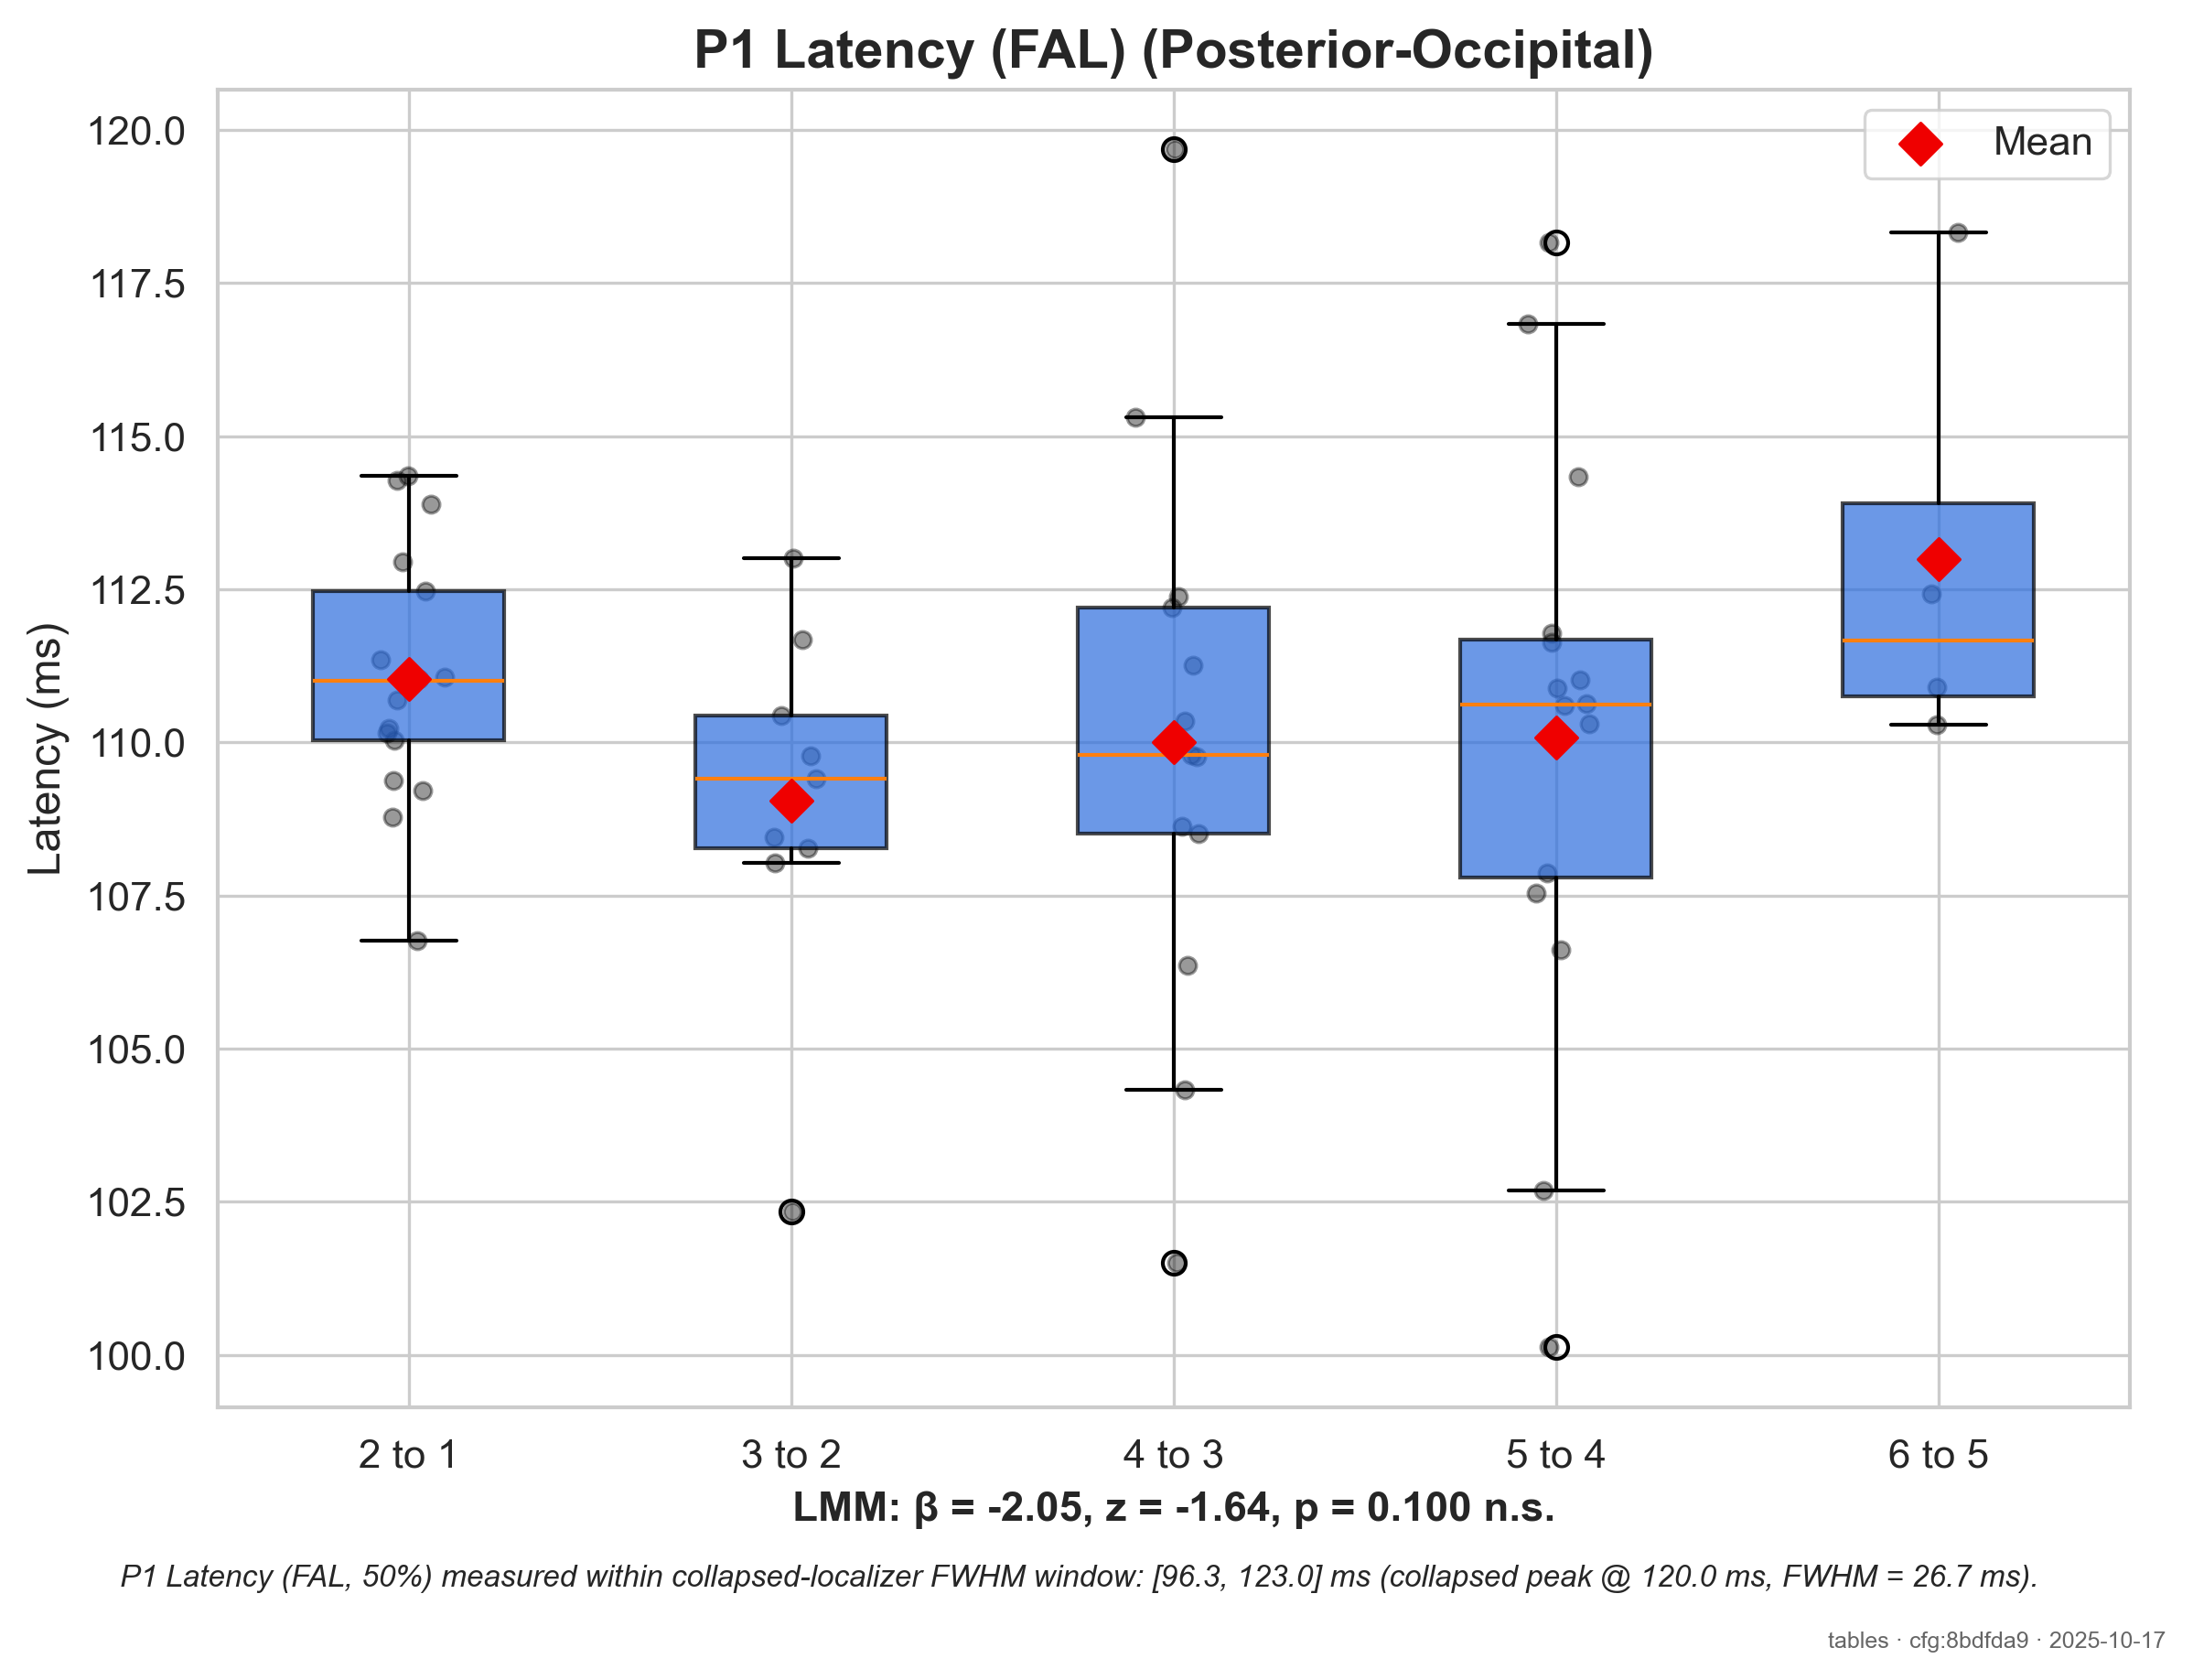 P1 Latency (FAL) (Posterior-Occipital)
Mean
Latency (ms)
120.0
117.5
115.0
112.5
110.0
107.5
105.0
102.5
100.0
2 to 1
3 to 2
4 to 3
5 to 4
6 to 5
LMM: β = -2.05, z = -1.64, p = 0.100 n.s.
P1 Latency (FAL, 50%) measured within collapsed-localizer FWHM window: [96.3, 123.0] ms (collapsed peak @ 120.0 ms, FWHM = 26.7 ms).
tables · cfg:8bdfda9 · 2025-10-17